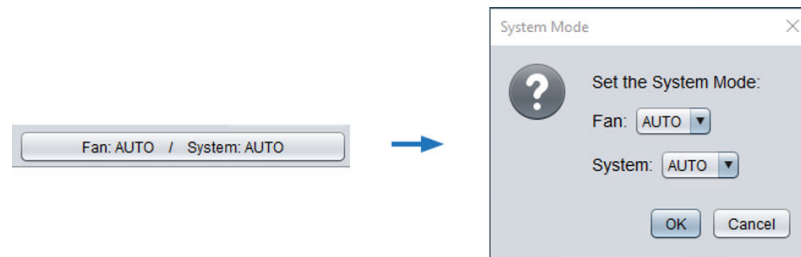 Fan: AUTO / System: AUTO
System Mode
Set the System Mode:
Fan: AUTO
System: AUTO
OK Cancel